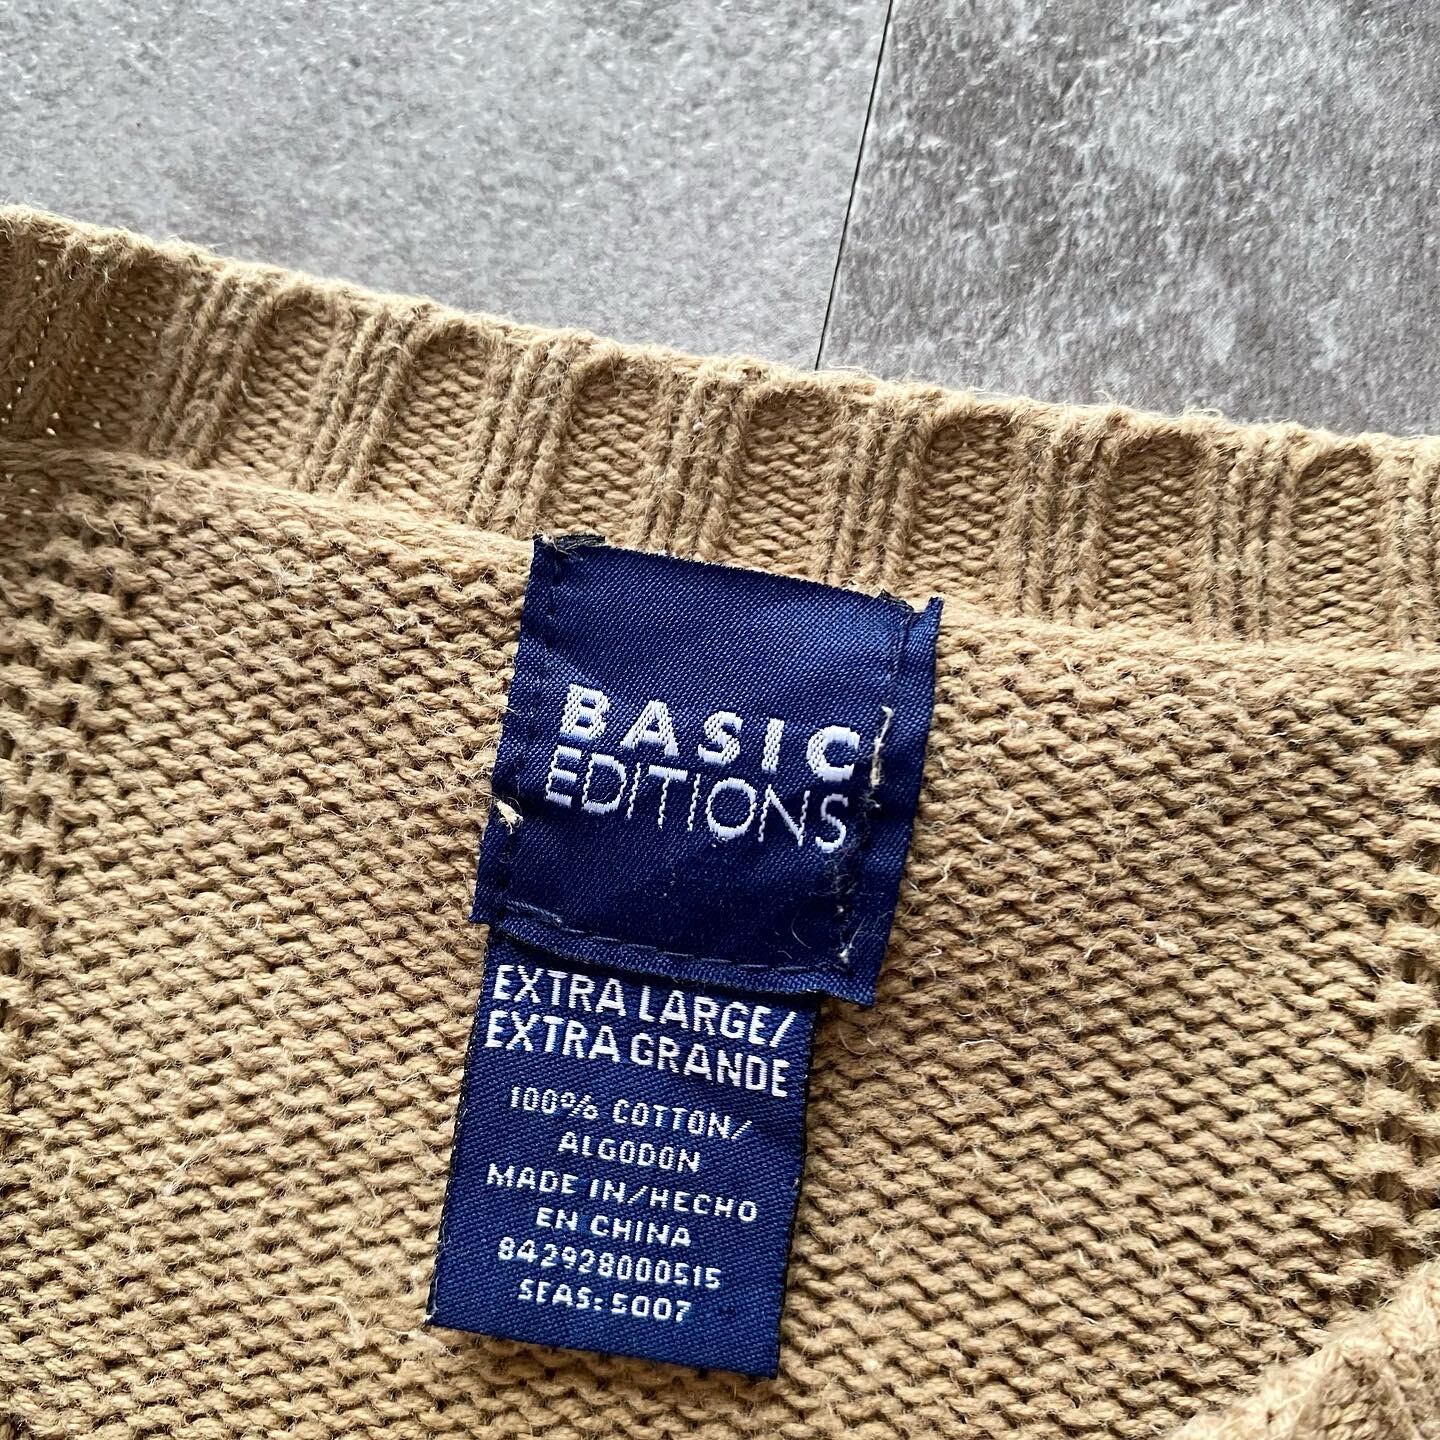 BASIC
EDITIONS
EXTRA LARGE/
EXTRA GRANDE
100% COTTON/
ALGODON
MADE IN/HECHO
EN CHINA
842928000515
SEAS: 5007